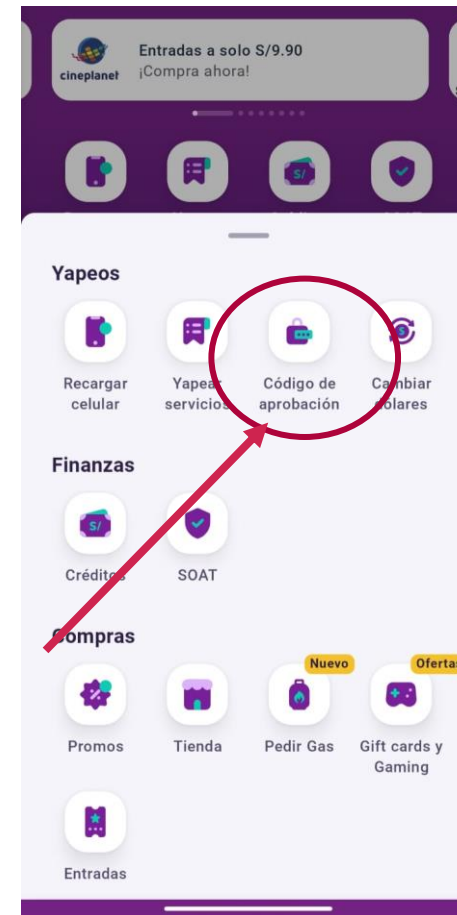 Entradas a solo S/9.90
cineplanet
¡Compra ahora!
S/
Yapeos
Recargar celular
Yapear servicios
Código de aprobación
Cambiar dólares
Finanzas
S/
Créditos
SOAT
Compras
Nuevo
Ofertas
Promos
Tienda
Pedir Gas
Gift cards y Gaming
Entradas